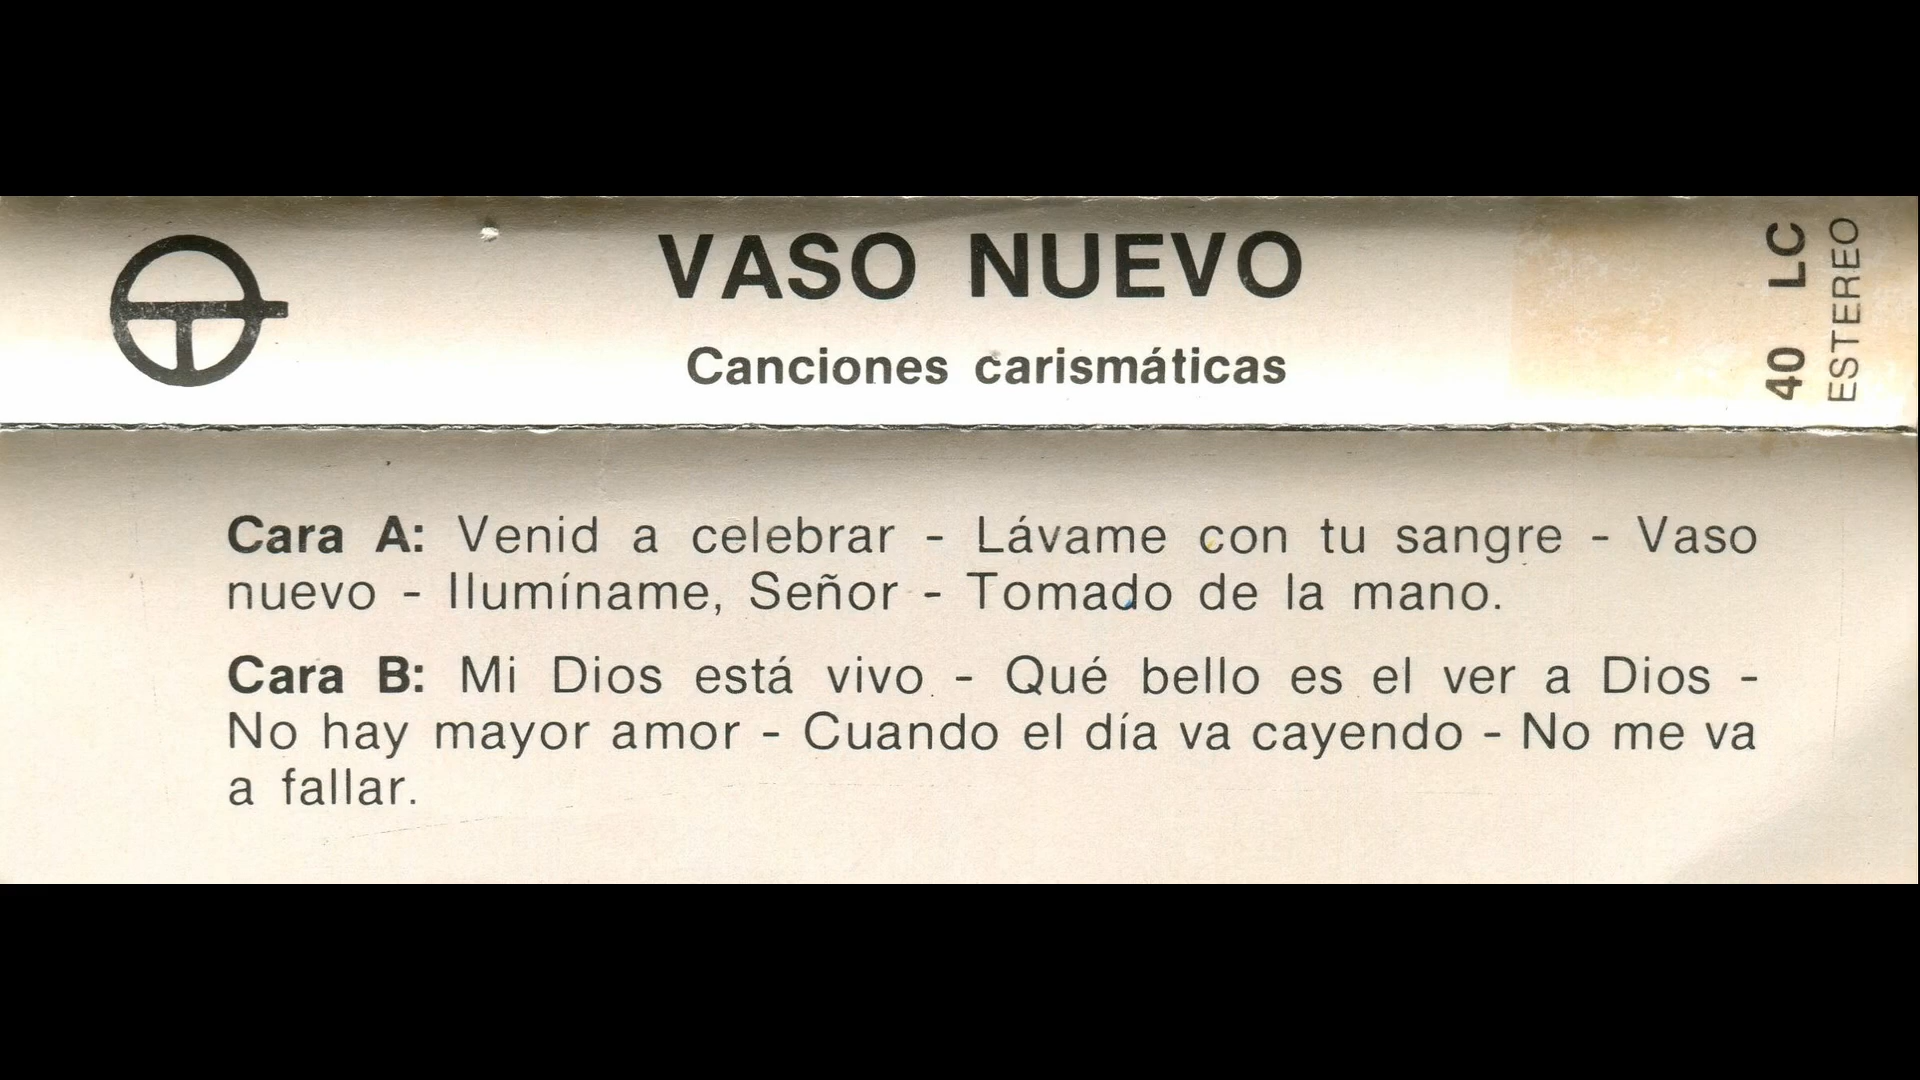 VASO NUEVO
Canciones carismáticas
40 LC
ESTEREO
Cara A: Venid a celebrar - Lávame con tu sangre - Vaso
nuevo - Ilumíname, Señor - Tomado de la mano.
Cara B: Mi Dios está vivo - Qué bello es el ver a Dios -
No hay mayor amor - Cuando el día va cayendo - No me va
a fallar.